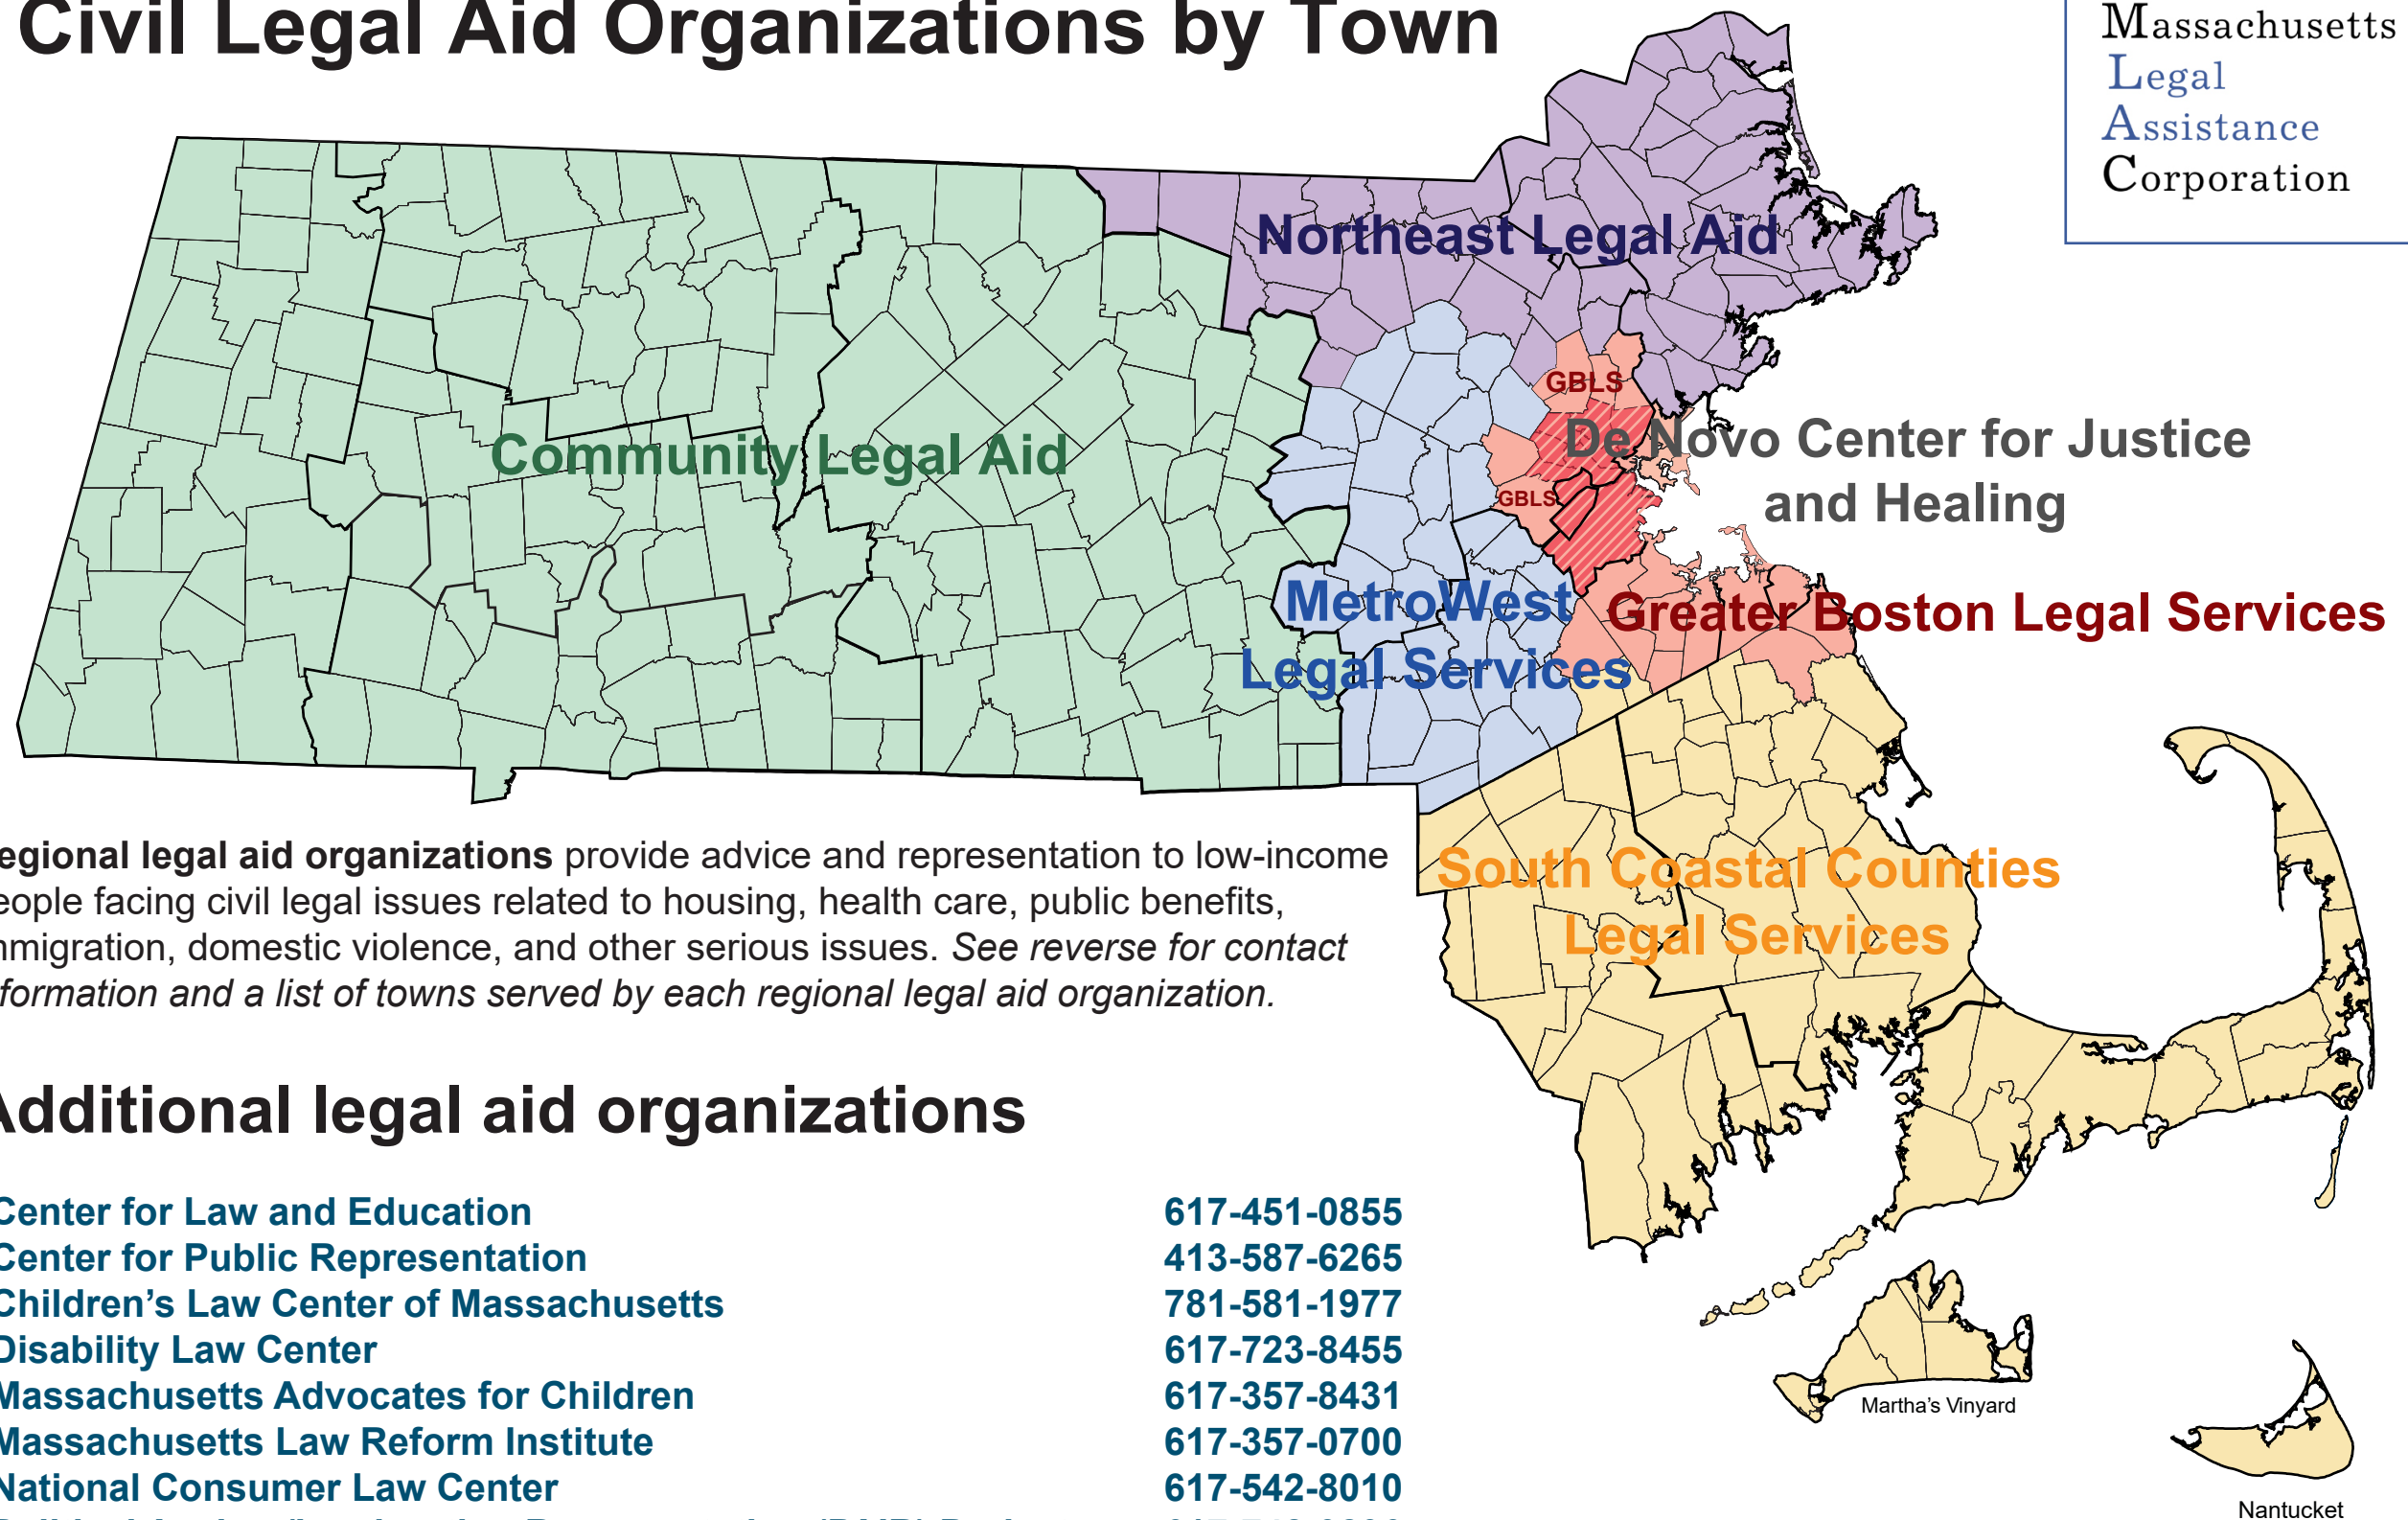 Civil Legal Aid Organizations by Town
Massachusetts
Legal
Assistance
Corporation
Northeast Legal Aid
GBLS
De Novo Center for Justice
and Healing
Community Legal Aid
GBLS
MetroWest
Legal Services
Greater Boston Legal Services
South Coastal Counties
Legal Services
egional legal aid organizations provide advice and representation to low-income
eople facing civil legal issues related to housing, health care, public benefits,
mmigration, domestic violence, and other serious issues. See reverse for contact
formation and a list of towns served by each regional legal aid organization.
Additional legal aid organizations
Center for Law and Education 617-451-0855
Center for Public Representation 413-587-6265
Children's Law Center of Massachusetts 781-581-1977
Disability Law Center 617-723-8455
Massachusetts Advocates for Children 617-357-8431
Massachusetts Law Reform Institute 617-357-0700
National Consumer Law Center 617-542-8010
Martha's Vinyard
Nantucket